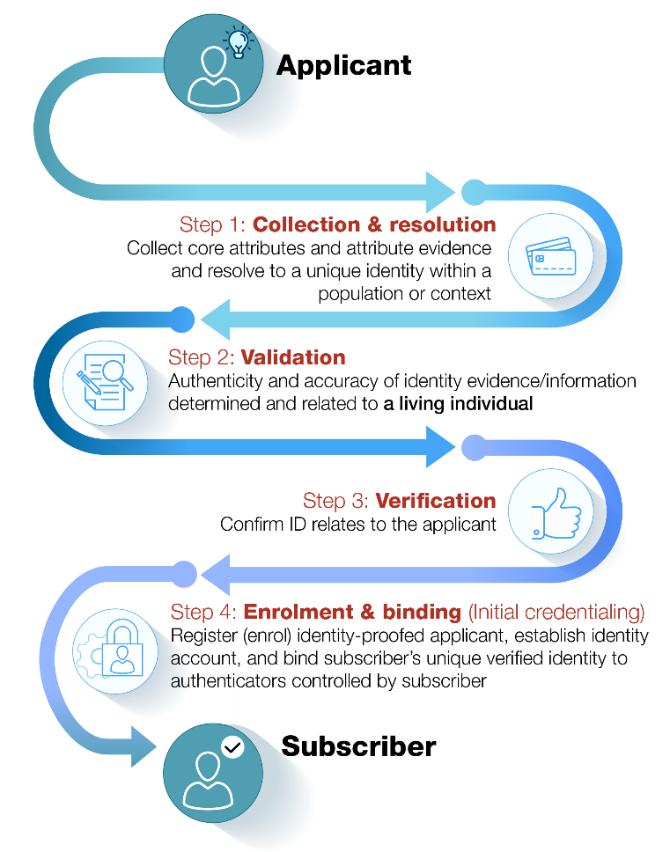 Applicant
Step 1: Collection & resolution
Collect core attributes and attribute evidence
and resolve to a unique identity within a
population or context
Step 2: Validation
Authenticity and accuracy of identity evidence/information
determined and related to a living individual
Step 3: Verification
Confirm ID relates to the applicant
Step 4: Enrolment & binding (Initial credentialing)
Register (enrol) identity-proofed applicant, establish identity
account, and bind subscriber’s unique verified identity to
authenticators controlled by subscriber
Subscriber